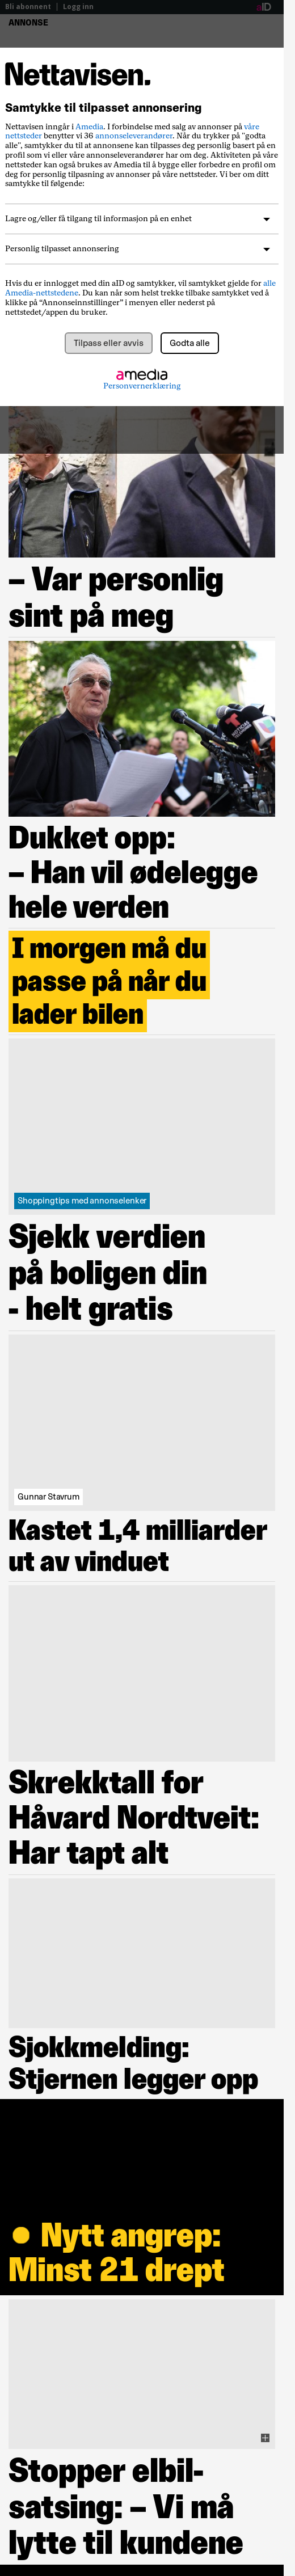 Bli abonnent | Logg inn
aID
ANNONSE
Nettavisen.
Samtykke til tilpasset annonsering
Nettavisen inngår i Amedia. I forbindelse med salg av annonser på våre
nettsteder benytter vi 36 annonseleverandører. Når du trykker på "godta
alle", samtykker du til at annonsene kan tilpasses deg personlig basert på en
profil som vi eller våre annonseleverandører har om deg. Aktiviteten på våre
nettsteder kan også brukes av Amedia til å bygge eller forbedre en profil om
deg for personlig tilpasning av annonser på våre nettsteder. Vi ber om ditt
samtykke til følgende:
Lagre og/eller få tilgang til informasjon på en enhet
Personlig tilpasset annonsering
Hvis du er innlogget med din aID og samtykker, vil samtykket gjelde for alle
Amedia-nettstedene. Du kan når som helst trekke tilbake samtykket ved å
klikke på “Annonseinnstillinger” i menyen eller nederst på
nettstedet/appen du bruker.
Tilpass eller avvis
Godta alle
amedia
Personvernerklæring
– Var personlig
sint på meg
Dukket opp:
– Han vil ødelegge
hele verden
I morgen må du
passe på når du
lader bilen
Shoppingtips med annonselenker
Sjekk verdien
på boligen din
- helt gratis
Gunnar Stavrum
Kastet 1,4 milliarder
ut av vinduet
Skrekktall for
Håvard Nordtveit:
Har tapt alt
Sjokkmelding:
Stjernen legger opp
Nytt angrep:
Minst 21 drept
Stopper elbil-
satsing: – Vi må
lytte til kundene